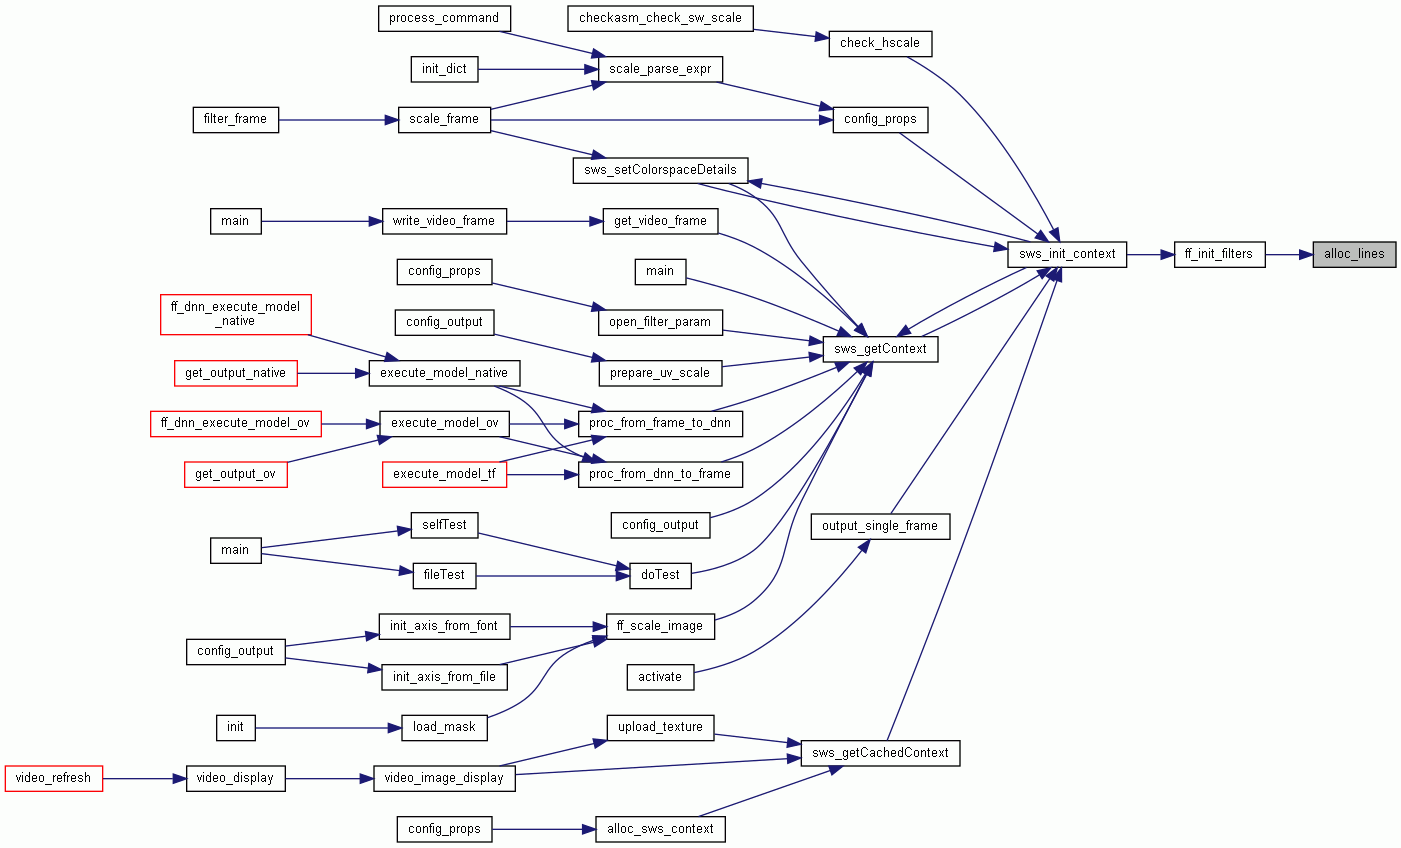 process_command
checkasm_check_sw_scale
check_hscale
init_dict
scale_parse_expr
filter_frame
scale_frame
config_props
sws_setColorspaceDetails
main
write_video_frame
get_video_frame
sws_init_context
ff_init_filters
alloc_lines
config_props
main
ff_dnn_execute_model
_native
config_output
open_filter_param
sws_getContext
get_output_native
execute_model_native
prepare_uv_scale
ff_dnn_execute_model_ov
execute_model_ov
proc_from_frame_to_dnn
get_output_ov
execute_model_tf
proc_from_dnn_to_frame
selfTest
config_output
output_single_frame
main
fileTest
doTest
config_output
init_axis_from_font
ff_scale_image
init_axis_from_file
activate
init
load_mask
upload_texture
sws_getCachedContext
video_refresh
video_display
video_image_display
config_props
alloc_sws_context